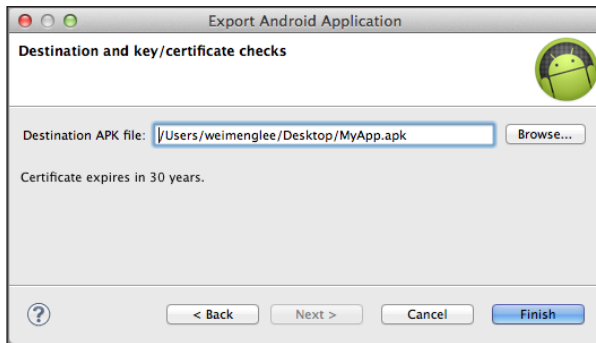 Export Android Application
Destination and key/certificate checks
Destination APK file: /Users/weimenglee/Desktop/MyApp.apk Browse...
Certificate expires in 30 years.
? < Back Next > Cancel Finish